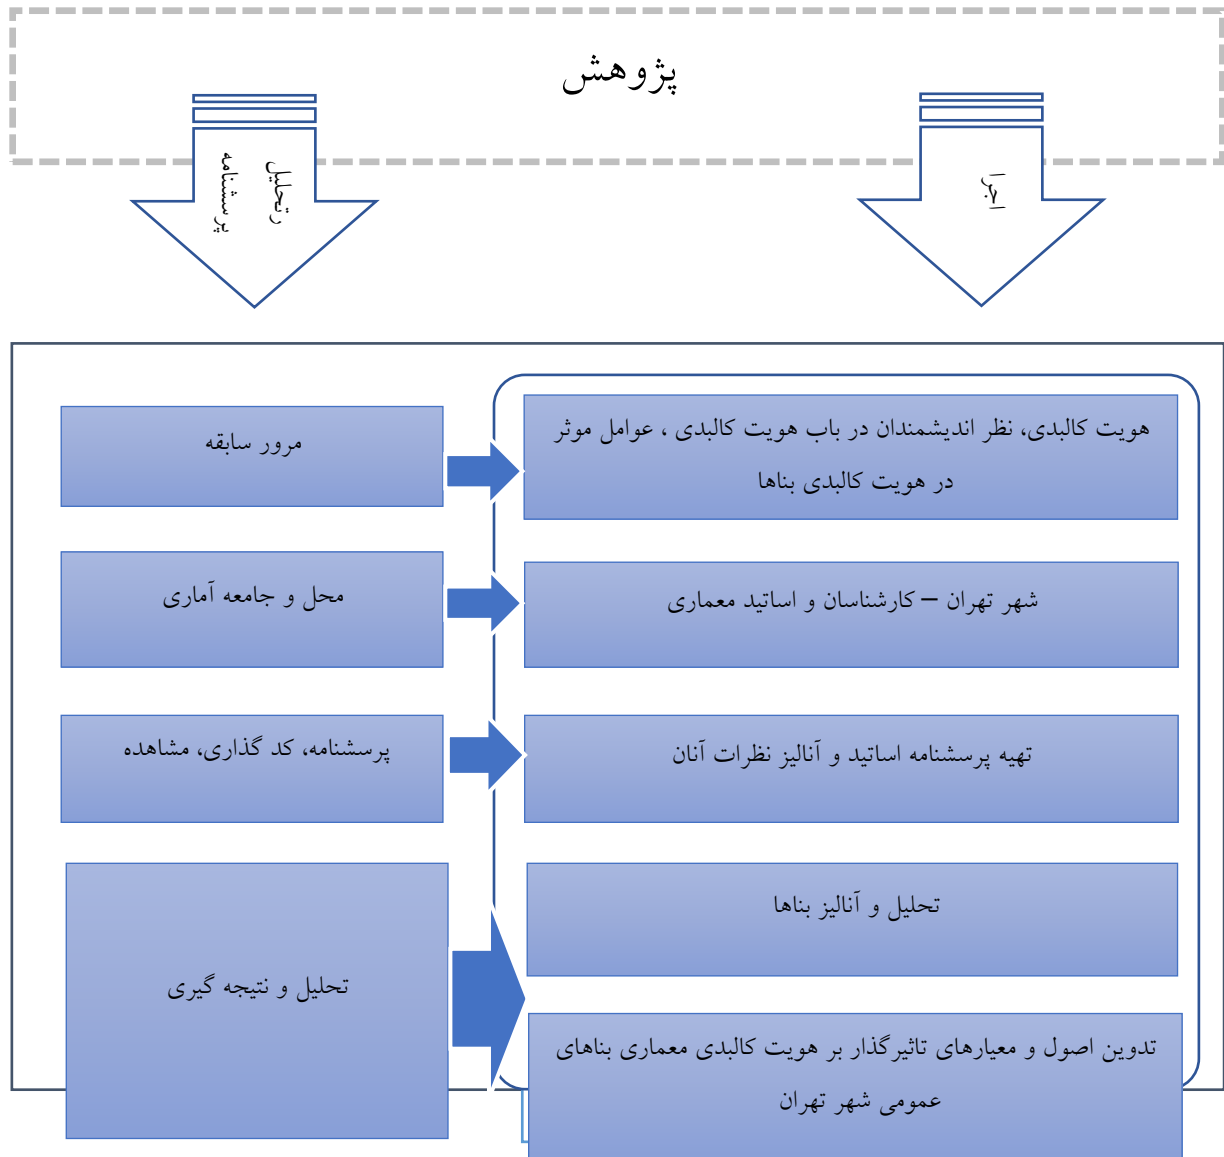 پژوهش
اجرا
رتحلیل
پرسشنامه
هویت کالبدی، نظر اندیشمندان در باب هویت کالبدی ، عوامل موثر
در هویت کالبدی بناها
مرور سابقه
شهر تهران – کارشناسان و اساتید معماری
محل و جامعه آماری
تهیه پرسشنامه اساتید و آنالیز نظرات آنان
پرسشنامه، کد گذاری، مشاهده
تحلیل و آنالیز بناها
تحلیل و نتیجه گیری
تدوین اصول و معیارهای تاثیرگذار بر هویت کالبدی معماری بناهای
عمومی شهر تهران